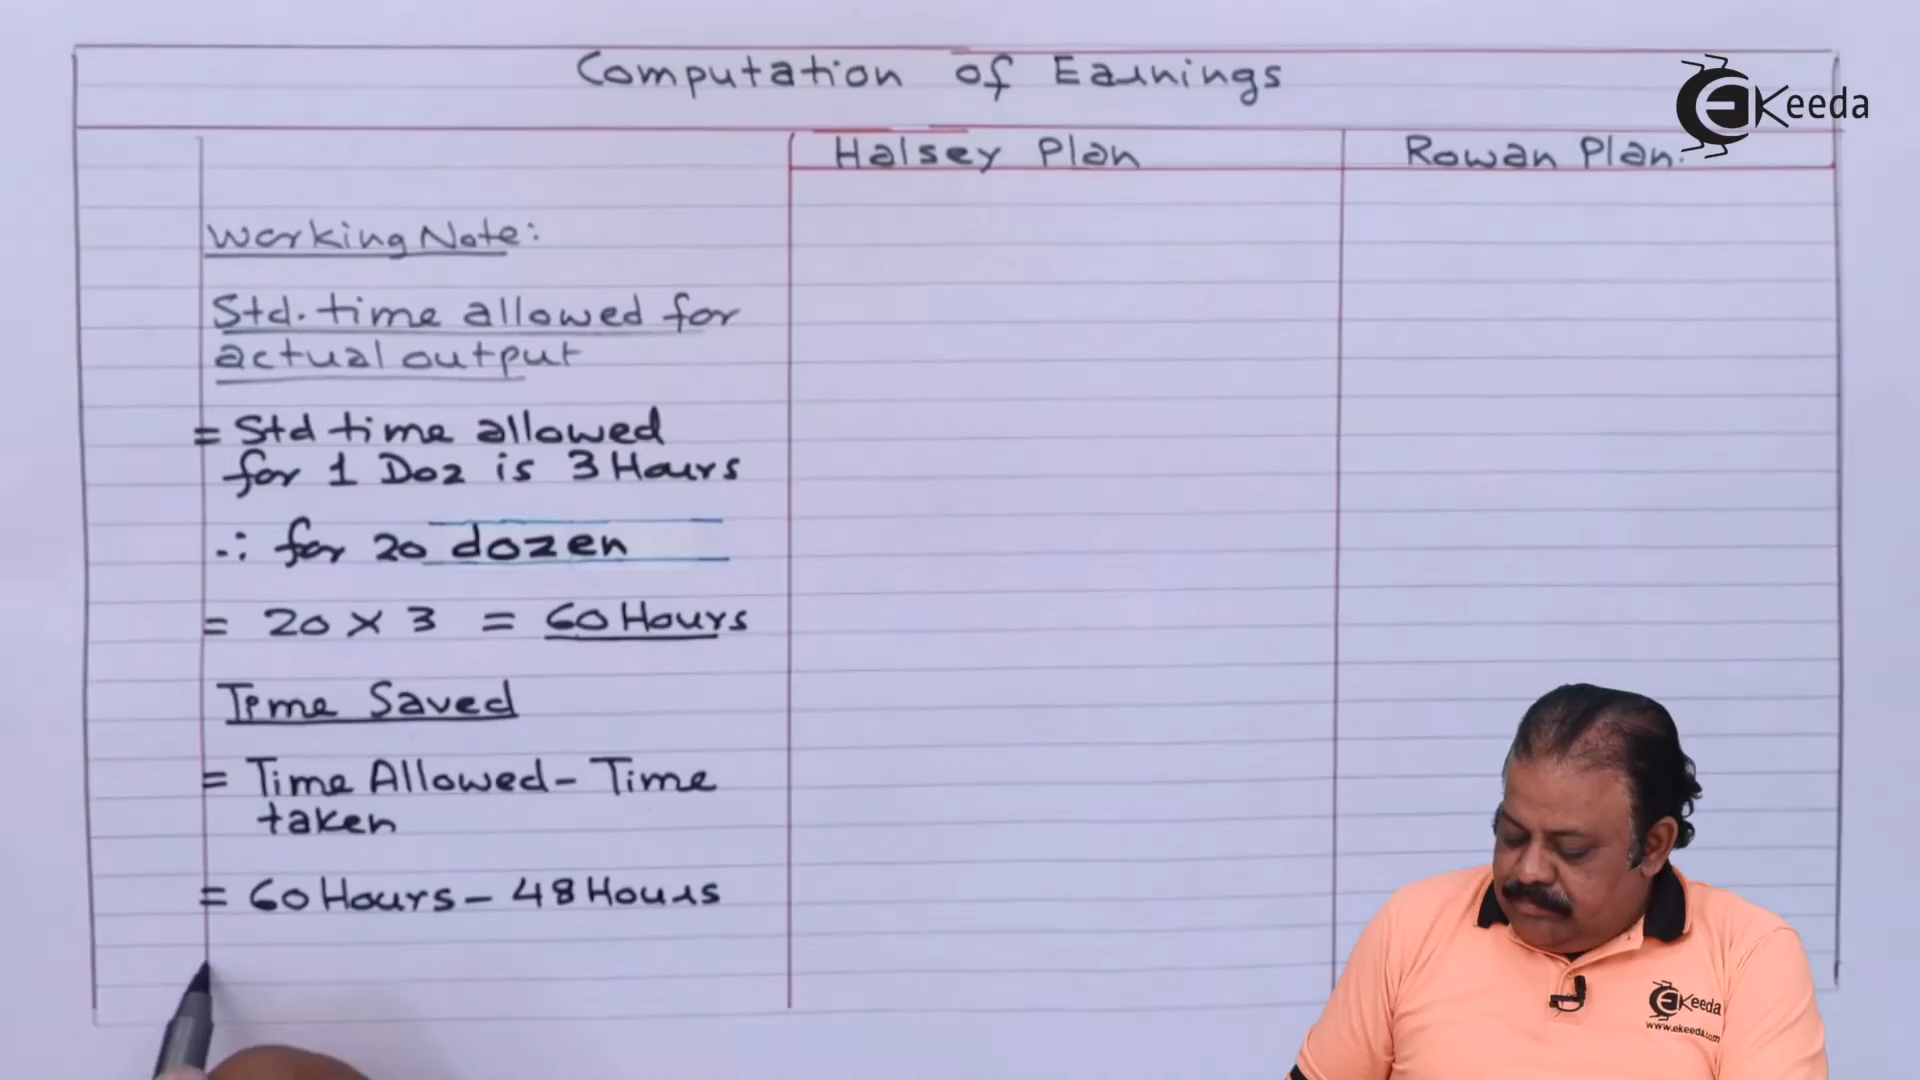 Computation of Earnings
EKeeda
Halsey Plan
Rowan Plan.
Working Note:
Std. time allowed for
actual output
= Std time allowed
for 1 Doz is 3 Hours
∴ for 20 dozen
= 20 x 3 = 60 Hours
Time Saved
= Time Allowed - Time
taken
= 60 Hours - 48 Hours
EKeeda
www.ekeeda.com